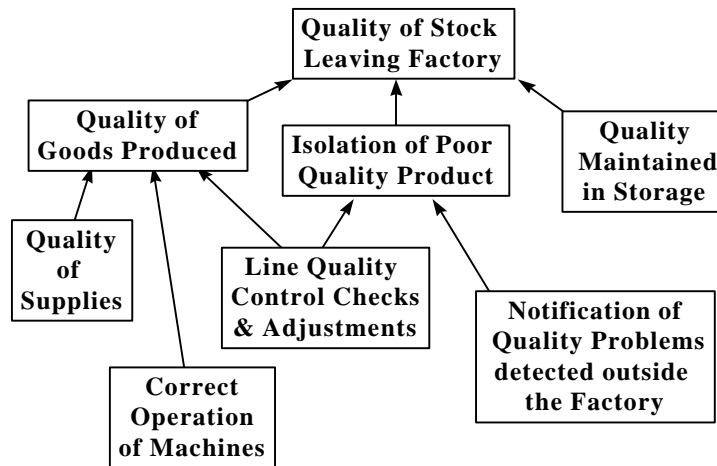 Quality of Stock
Leaving Factory
Quality of
Goods Produced
Isolation of Poor
Quality Product
Quality
Maintained
in Storage
Quality
of
Supplies
Line Quality
Control Checks
& Adjustments
Notification of
Quality Problems
detected outside
the Factory
Correct
Operation
of Machines